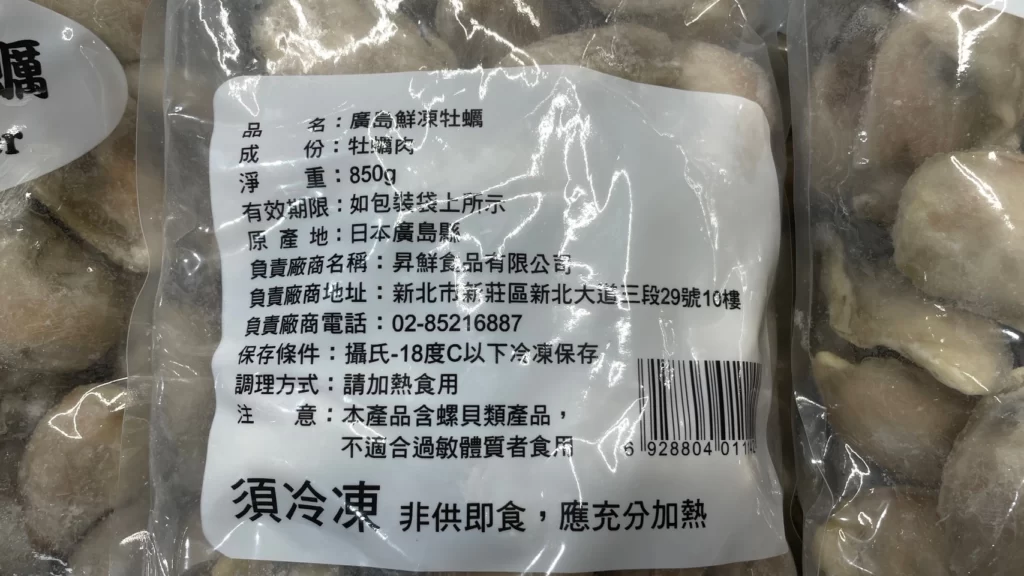 蠣
er
品 名：廣島鮮凍牡蠣
成 份：牡蠣肉
淨 重：850g
有效期限：如包裝袋上所示
原 產 地：日本廣島縣
負責廠商名稱：昇鮮食品有限公司
負責廠商地址：新北市新莊區新北大道三段29號10樓
負責廠商電話：02-85216887
保存條件：攝氏-18度C以下冷凍保存
調理方式：請加熱食用
注 意：本產品含螺貝類產品，
不適合過敏體質者食用
6 928804 011
須冷凍 非供即食，應充分加熱